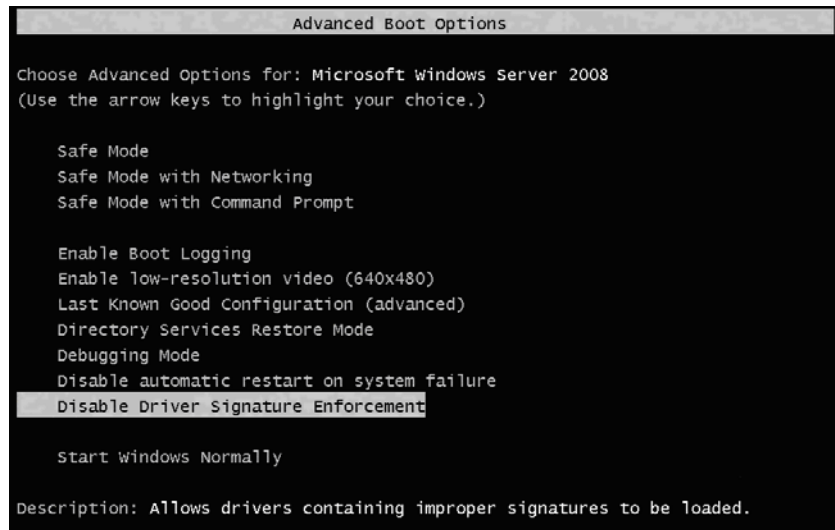 Advanced Boot Options
Choose Advanced Options for: Microsoft Windows Server 2008
(Use the arrow keys to highlight your choice.)
Safe Mode
Safe Mode with Networking
Safe Mode with Command Prompt
Enable Boot Logging
Enable low-resolution video (640x480)
Last Known Good Configuration (advanced)
Directory Services Restore Mode
Debugging Mode
Disable automatic restart on system failure
Disable Driver Signature Enforcement
Start Windows Normally
Description: Allows drivers containing improper signatures to be loaded.